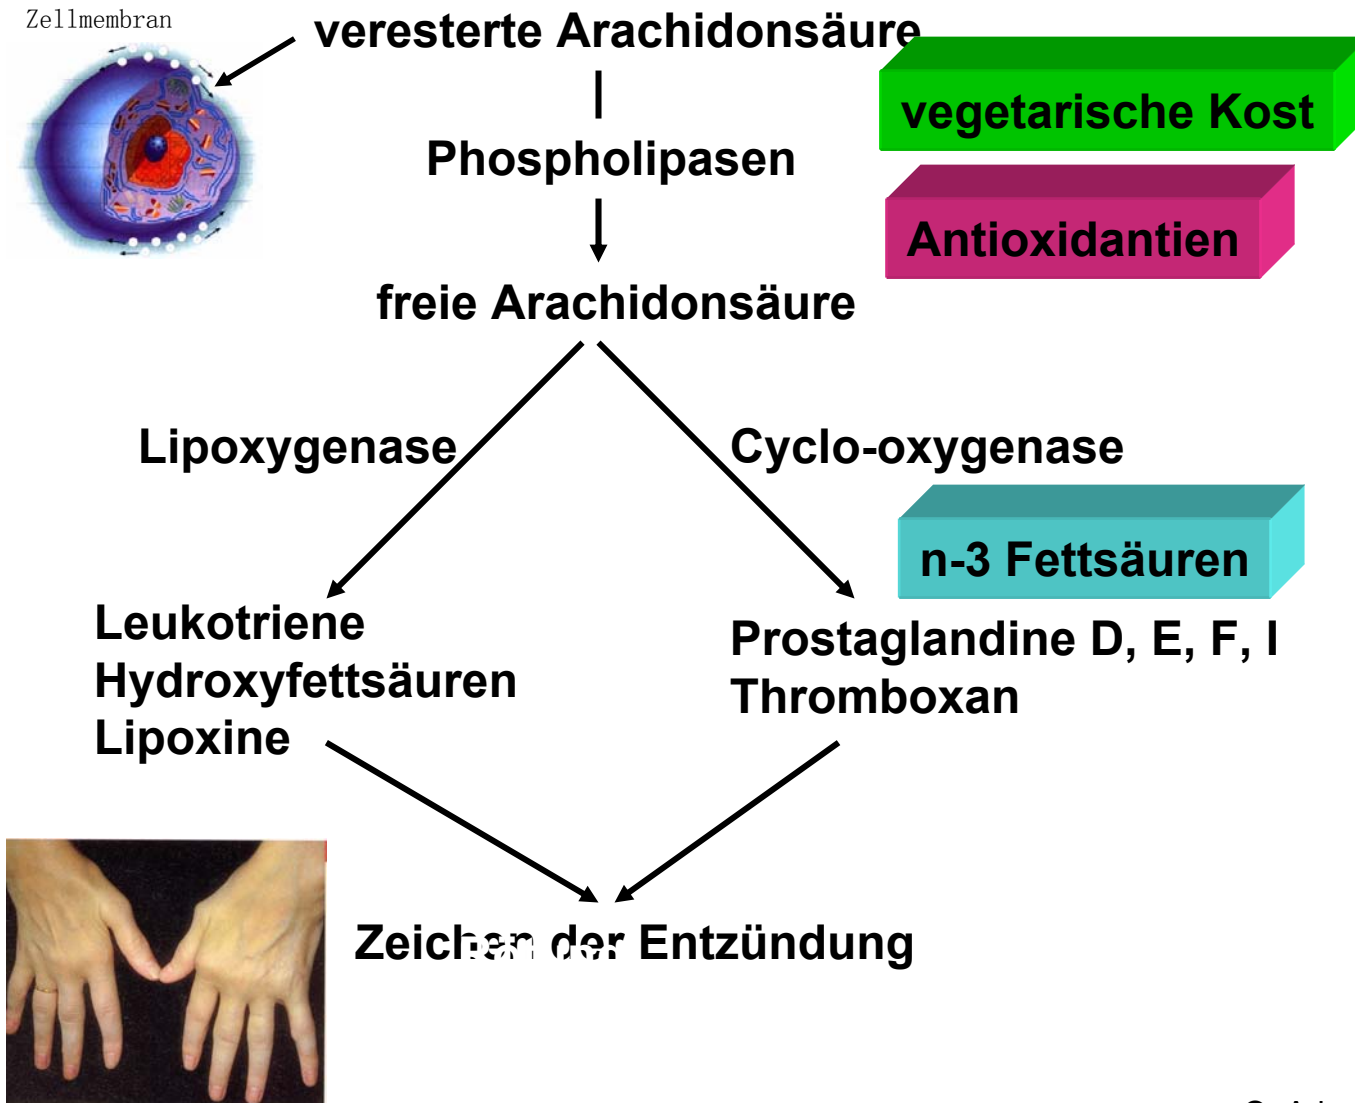 Zellmembran
veresterte Arachidonsäure
vegetarische Kost
Phospholipasen
Antioxidantien
freie Arachidonsäure
Lipoxygenase
Cyclo-oxygenase
n-3 Fettsäuren
Leukotriene
Hydroxyfettsäuren
Lipoxine
Prostaglandine D, E, F, I
Thromboxan
Zeichen der Entzündung